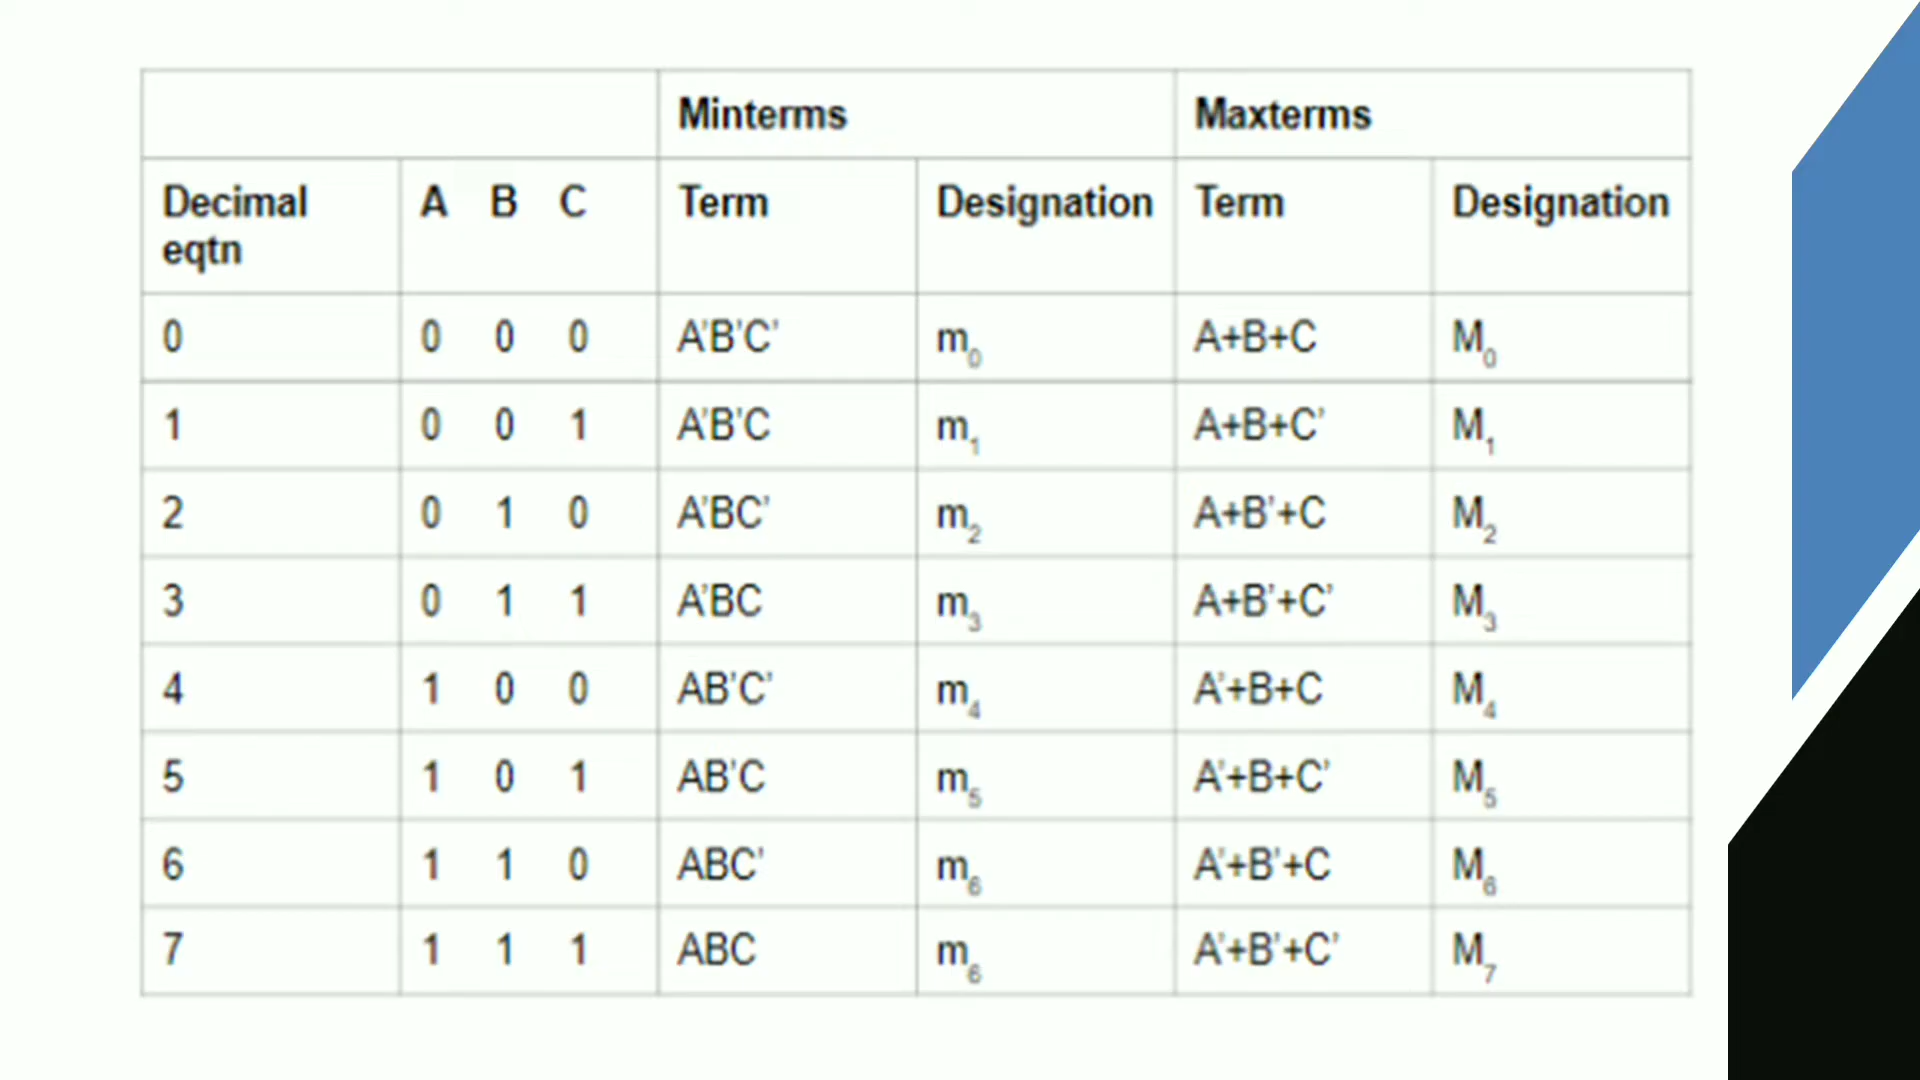 Minterms Maxterms
Decimal eqtn A B C Term Designation Term Designation
0 0 0 0 A'B'C' m0 A+B+C M0
1 0 0 1 A'B'C m1 A+B+C' M1
2 0 1 0 A'BC' m2 A+B'+C M2
3 0 1 1 A'BC m3 A+B'+C' M3
4 1 0 0 AB'C' m4 A'+B+C M4
5 1 0 1 AB'C m5 A'+B+C' M5
6 1 1 0 ABC' m6 A'+B'+C M6
7 1 1 1 ABC m6 A'+B'+C' M7